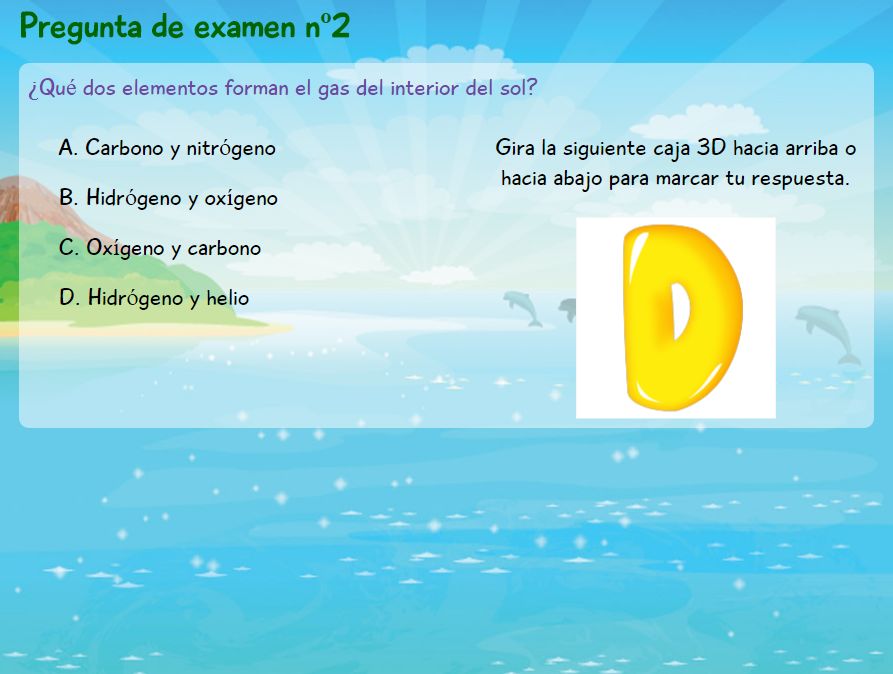 Pregunta de examen nº2
¿Qué dos elementos forman el gas del interior del sol?
A. Carbono y nitrógeno
B. Hidrógeno y oxígeno
C. Oxígeno y carbono
D. Hidrógeno y helio
Gira la siguiente caja 3D hacia arriba o
hacia abajo para marcar tu respuesta.
D